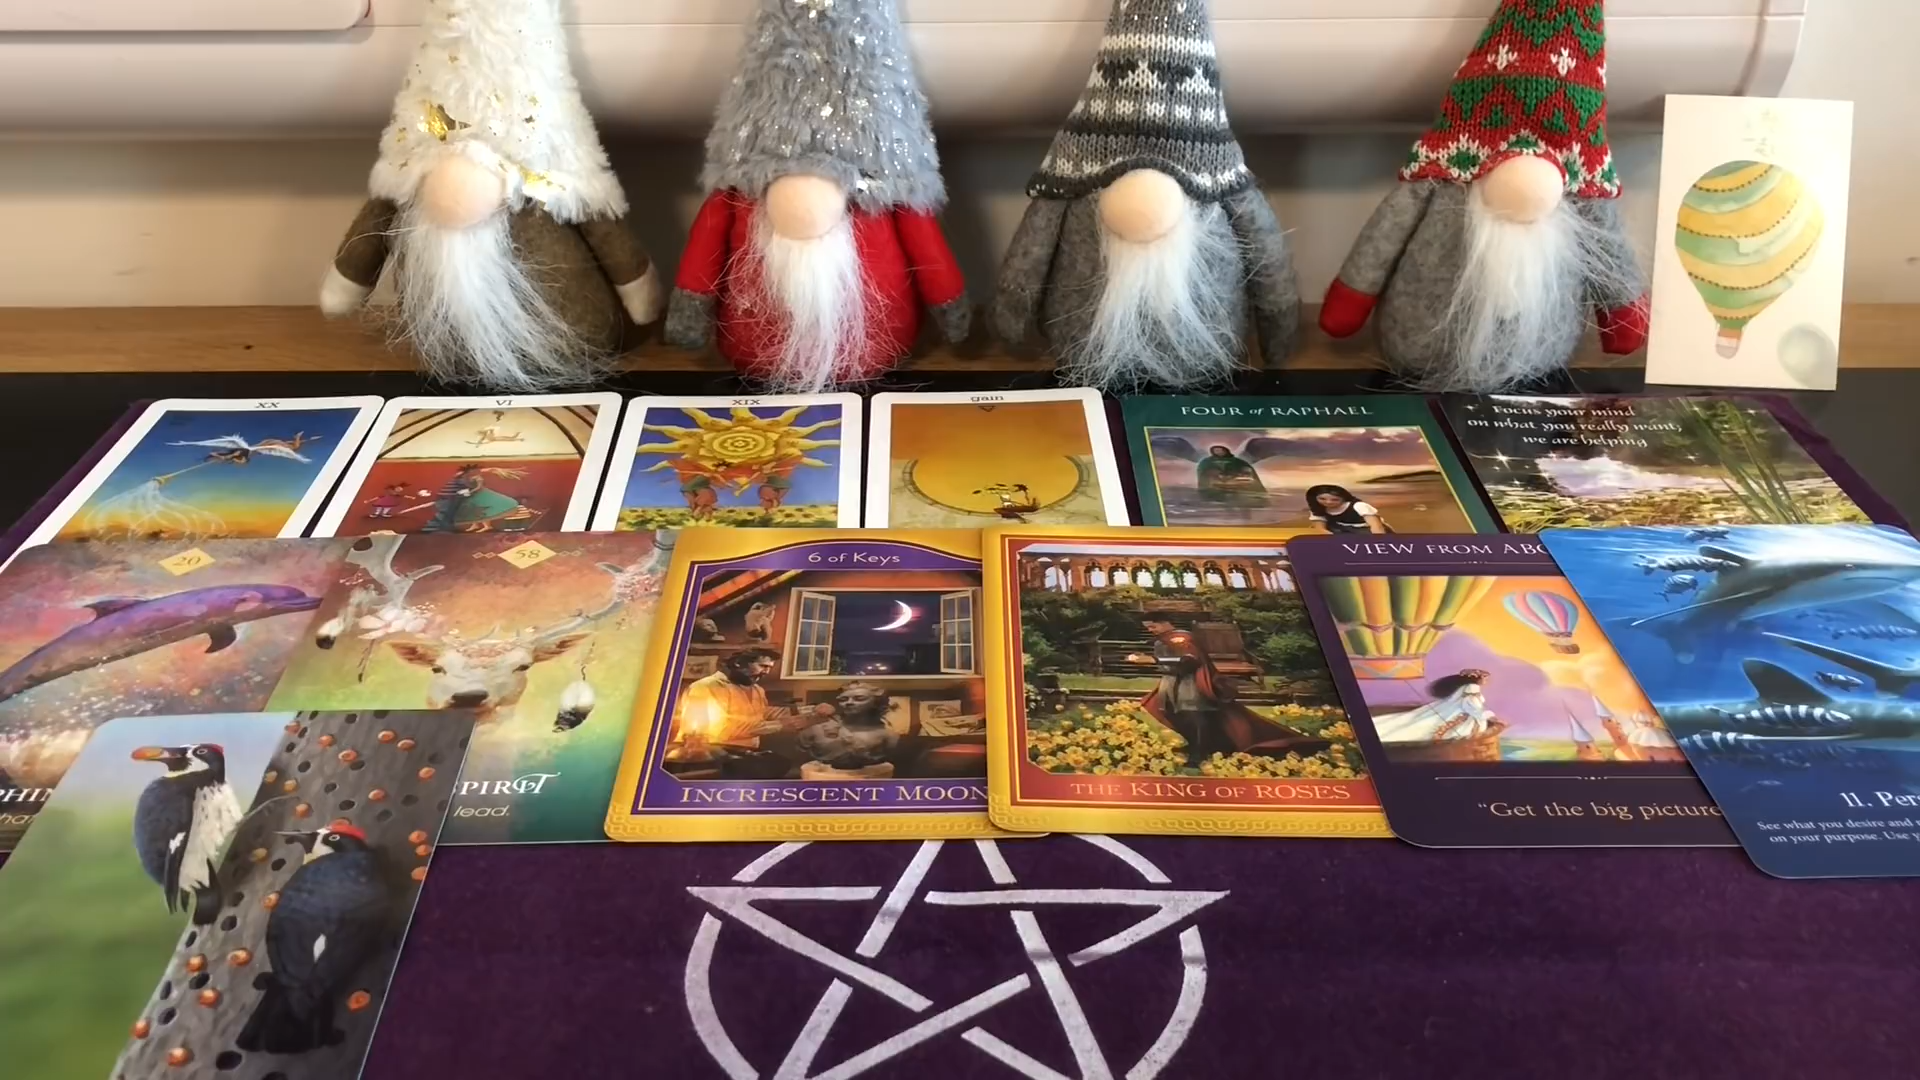 XX
VI
XIX
gain
FOUR of RAPHAEL
Focus your mind
on what you really want,
we are helping.
20
58
6 of Keys
VIEW FROM ABO
SPIRIT
lead.
INCRESCENT MOON
THE KING OF ROSES
"Get the big picture
11. Per
See what you desire and
on your purpose. Use y
PHIN